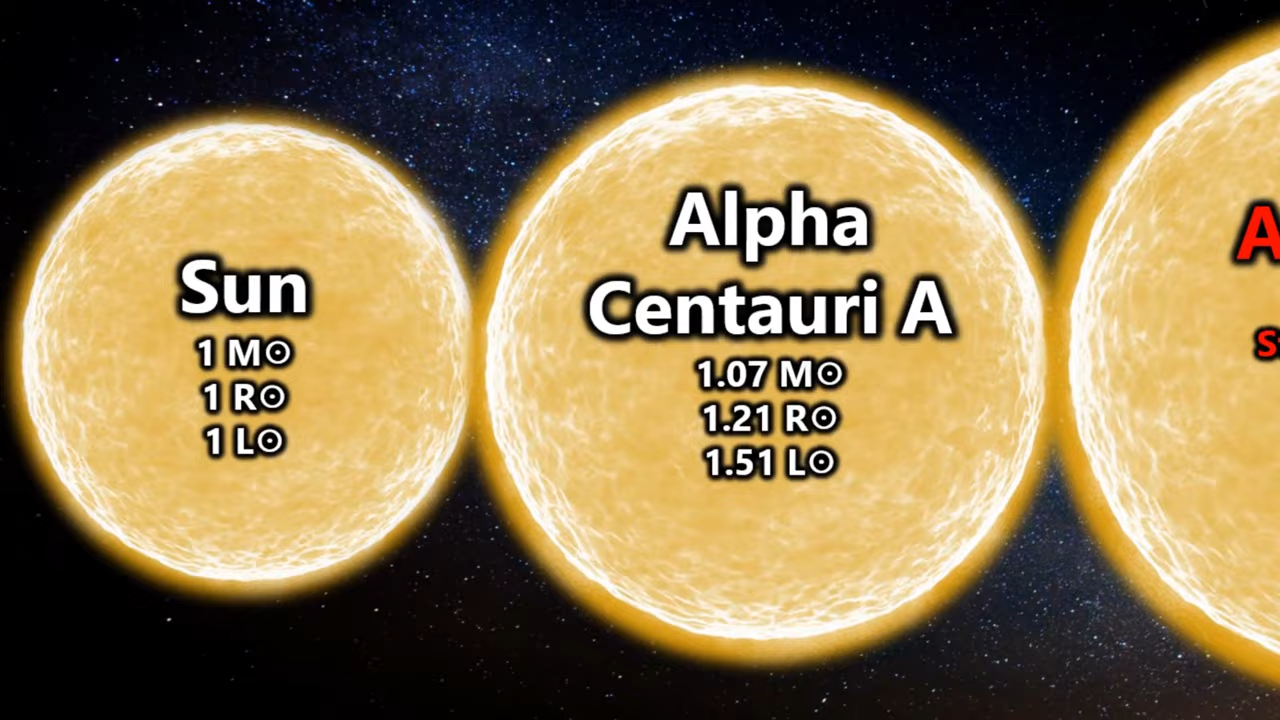 Sun
1 M☉
1 R☉
1 L☉
Alpha
Centauri A
1.07 M☉
1.21 R☉
1.51 L☉